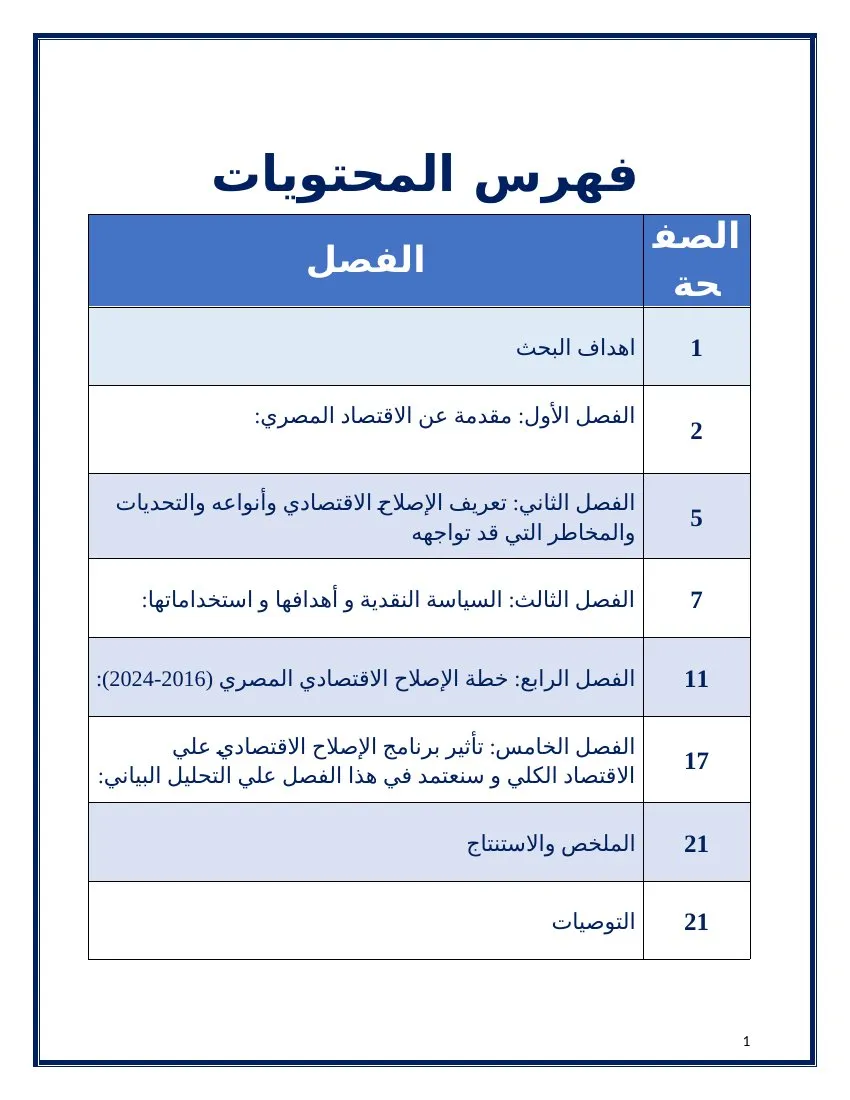 فهرس المحتويات
الصف
حة
الفصل
1
اهداف البحث
2
الفصل الأول: مقدمة عن الاقتصاد المصري:
5
الفصل الثاني: تعريف الإصلاح الاقتصادي وأنواعه والتحديات
والمخاطر التي قد تواجهه
7
الفصل الثالث: السياسة النقدية و أهدافها و استخداماتها:
11
الفصل الرابع: خطة الإصلاح الاقتصادي المصري (2016-2024):
17
الفصل الخامس: تأثير برنامج الإصلاح الاقتصادي علي
الاقتصاد الكلي و سنعتمد في هذا الفصل علي التحليل البياني:
21
الملخص والاستنتاج
21
التوصيات
1